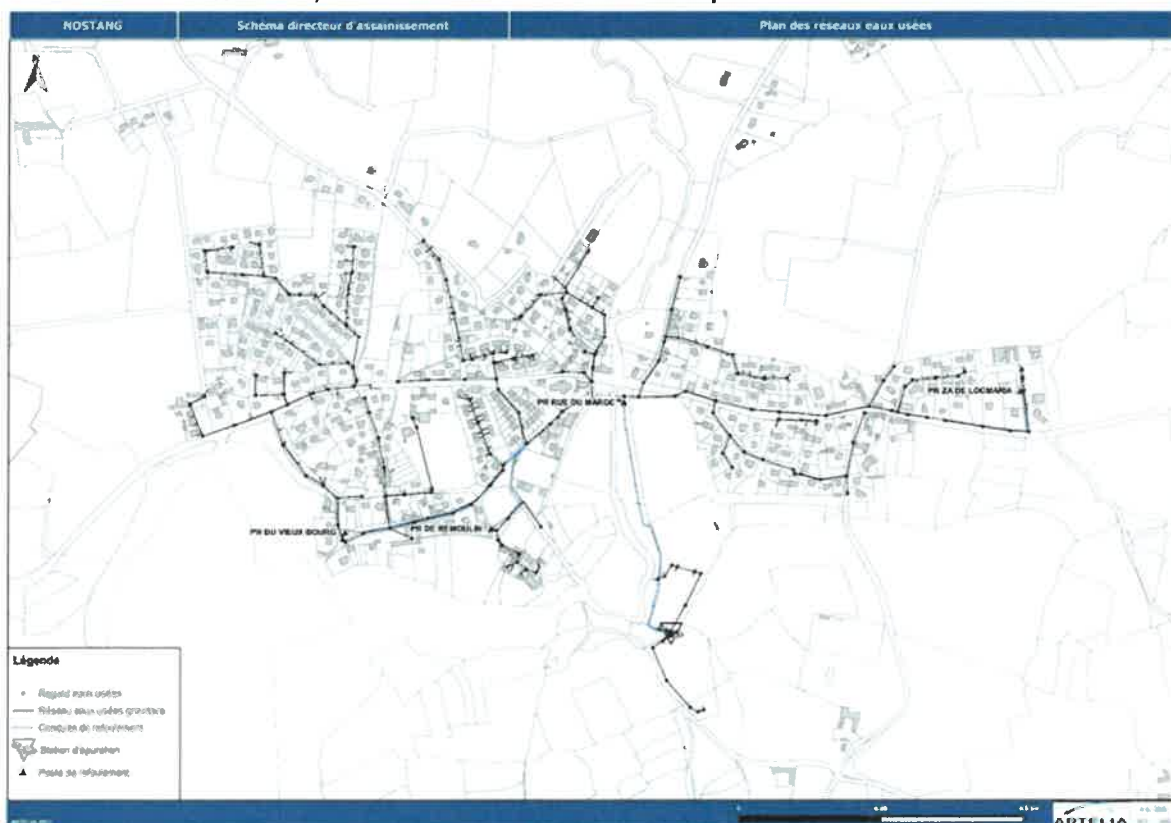 NOSTANG
Schéma directeur d'assainissement
Plan des réseaux eaux usées
PR RUE DU MAROC
PR ZA DE LOCMARIA
PR DU VIEUX BOURG
PR DE REMOULIN
Légende
Regard eaux usées
Réseau eaux usées gravitaire
Conduite de refoulement
Station d'épuration
Poste de refoulement
ARTELIA